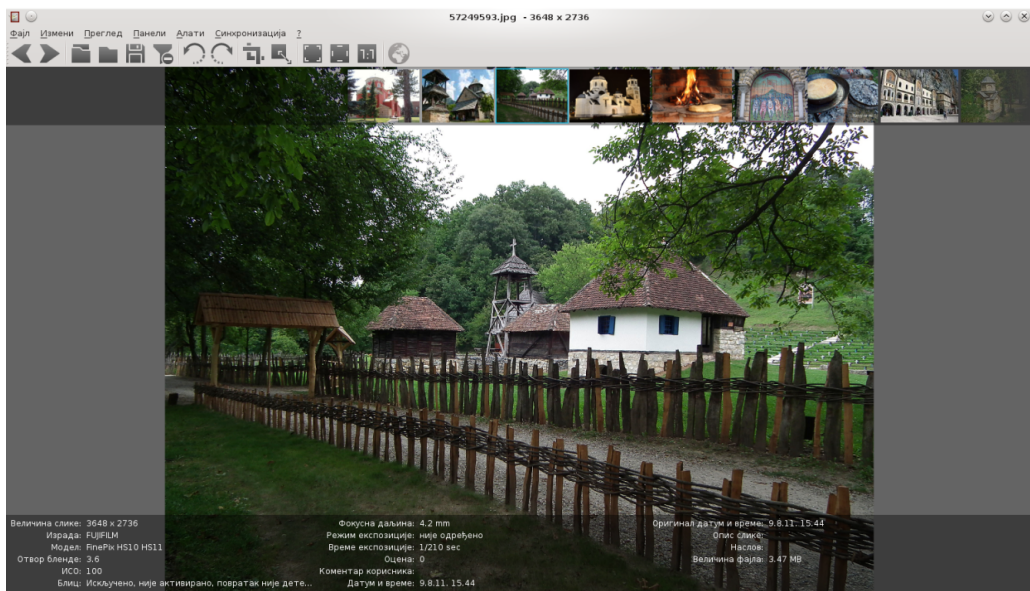 57249593.jpg - 3648 x 2736
Фајл Измени Преглед Панели Алати Синхронизација ?
1:1
Величина слике: 3648 x 2736
Израда: FUJIFILM
Модел: FinePix HS10 HS11
Отвор бленде: 3.6
ИСО: 100
Блиц: Искључено, није активирано, повратак није дете...
Фокусна даљина: 4.2 mm
Режим експозиције: није одређено
Време експозиције: 1/210 sec
Оцена: 0
Коментар корисника:
Датум и време: 9.8.11. 15.44
Оригинал датум и време: 9.8.11. 15.44
Опис слике:
Наслов:
Величина фајла: 3.47 MB